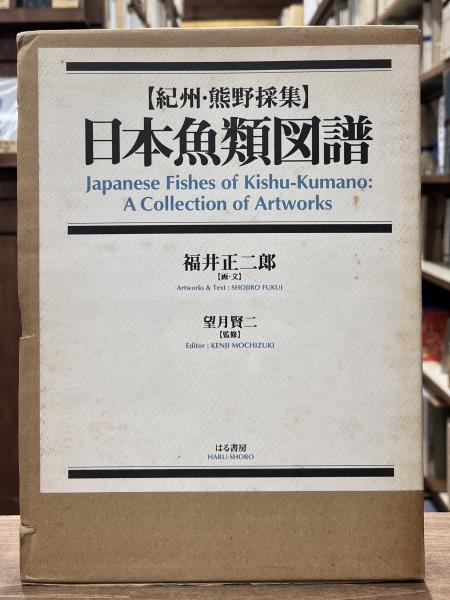 【紀州・熊野採集】
日本魚類図譜
Japanese Fishes of Kishu-Kumano:
A Collection of Artworks
福井正二郎
【画・文】
Artworks & Text : SHOJIRO FUKUI
望月賢二
【監修】
Editor : KENJI MOCHIZUKI
はる書房
HARU-SHOBO